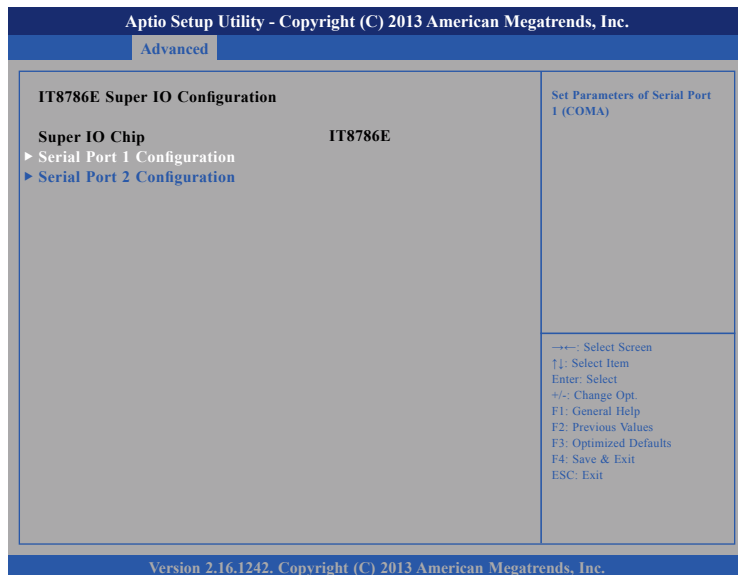 Aptio Setup Utility - Copyright (C) 2013 American Megatrends, Inc.
Advanced
IT8786E Super IO Configuration
Super IO Chip IT8786E
▶ Serial Port 1 Configuration
▶ Serial Port 2 Configuration
Set Parameters of Serial Port
1 (COMA)
→←: Select Screen
↑↓: Select Item
Enter: Select
+/-: Change Opt.
F1: General Help
F2: Previous Values
F3: Optimized Defaults
F4: Save & Exit
ESC: Exit
Version 2.16.1242. Copyright (C) 2013 American Megatrends, Inc.